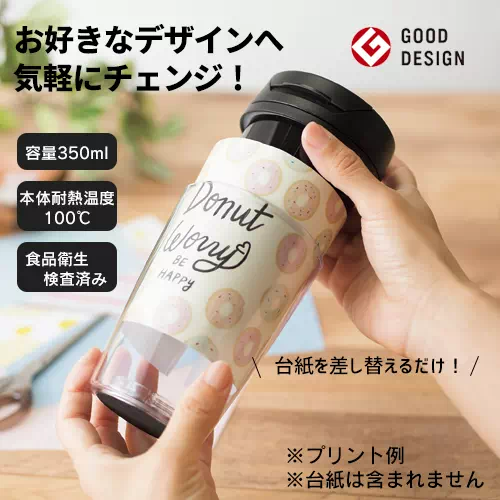 お好きなデザインへ
気軽にチェンジ！
GOOD
DESIGN
容量350ml
本体耐熱温度
100℃
食品衛生
検査済み
Donut
Worry
BE
HAPPY
\ 台紙を差し替えるだけ！ /
※プリント例
※台紙は含まれません